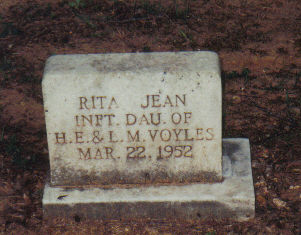 RITA JEAN
INFT. DAU. OF
H.E. & L.M. VOYLES
MAR. 22, 1952